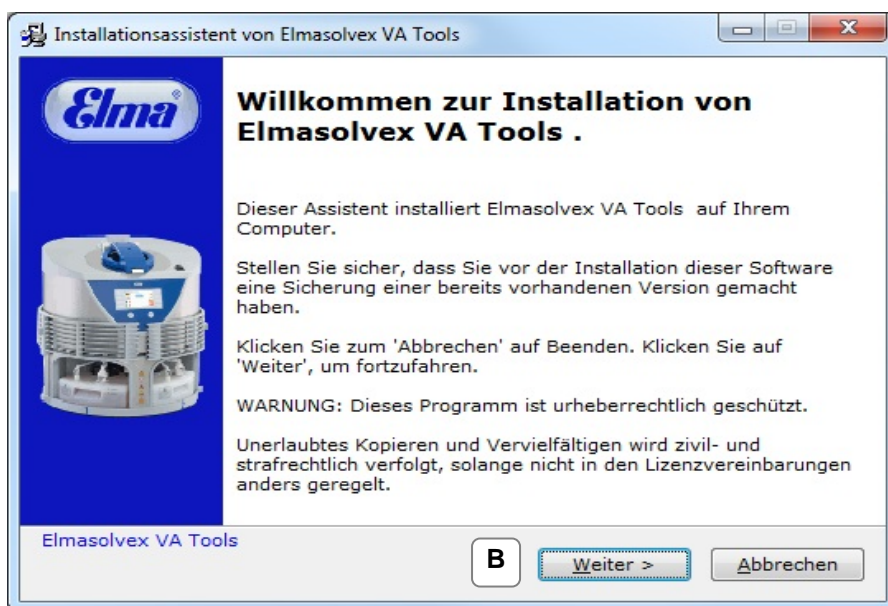 Installationsassistent von Elmasolvex VA Tools
Elma®
Willkommen zur Installation von
Elmasolvex VA Tools .
Dieser Assistent installiert Elmasolvex VA Tools auf Ihrem
Computer.
Stellen Sie sicher, dass Sie vor der Installation dieser Software
eine Sicherung einer bereits vorhandenen Version gemacht
haben.
Klicken Sie zum 'Abbrechen' auf Beenden. Klicken Sie auf
'Weiter', um fortzufahren.
WARNUNG: Dieses Programm ist urheberrechtlich geschützt.
Unerlaubtes Kopieren und Vervielfältigen wird zivil- und
strafrechtlich verfolgt, solange nicht in den Lizenzvereinbarungen
anders geregelt.
Elmasolvex VA Tools
B
Weiter >
Abbrechen